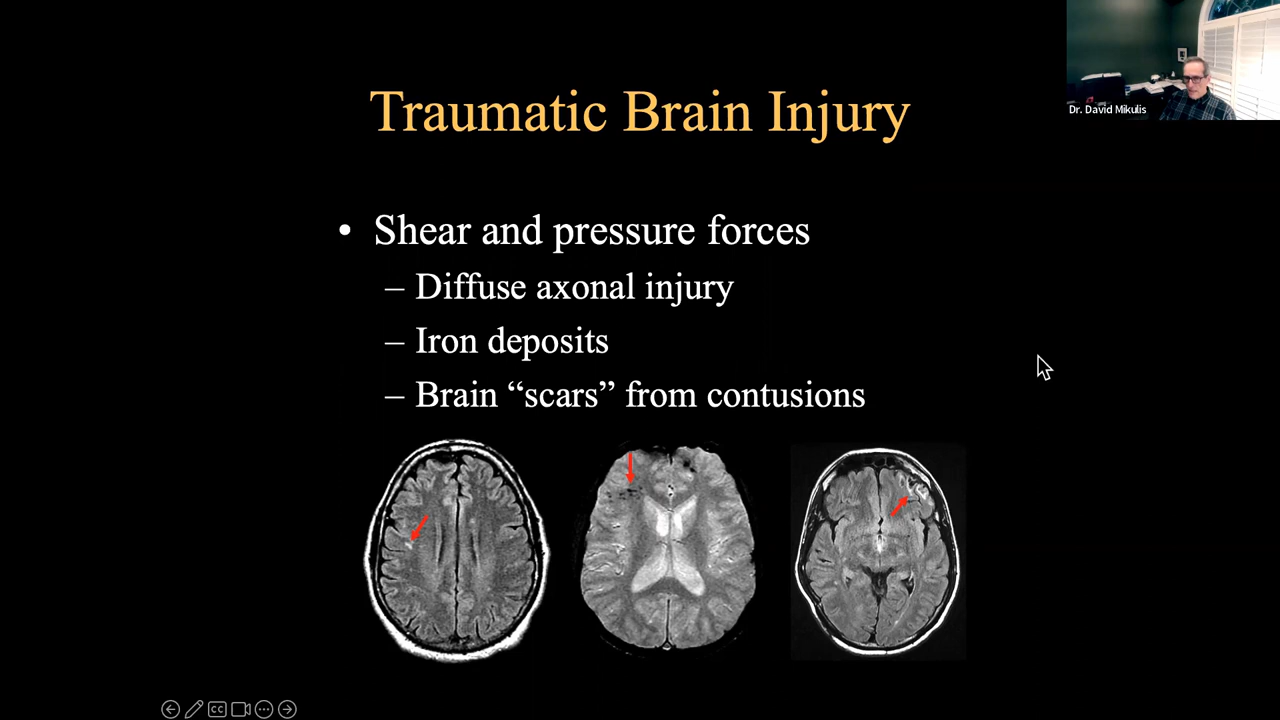 Dr. David Mikulis
Traumatic Brain Injury
• Shear and pressure forces
– Diffuse axonal injury
– Iron deposits
– Brain “scars” from contusions
CC